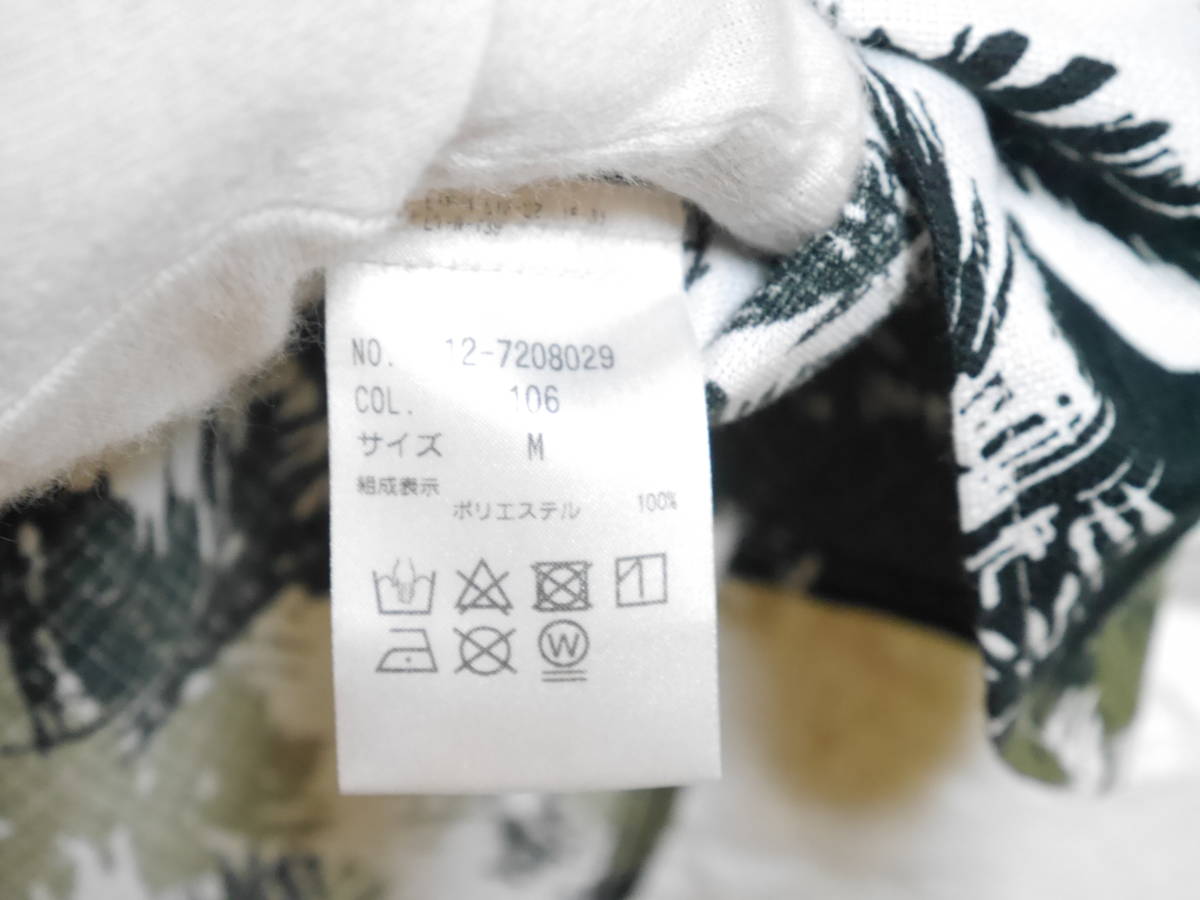 NO. 12-7208029
COL. 106
サイズ M
組成表示
ポリエステル 100%
W